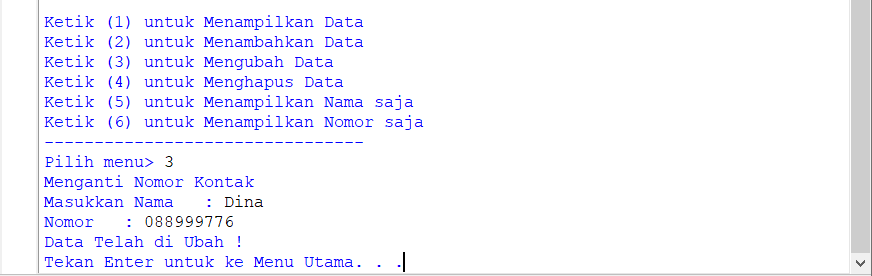 Ketik (1) untuk Menampilkan Data
Ketik (2) untuk Menambahkan Data
Ketik (3) untuk Mengubah Data
Ketik (4) untuk Menghapus Data
Ketik (5) untuk Menampilkan Nama saja
Ketik (6) untuk Menampilkan Nomor saja
--------------------------------
Pilih menu> 3
Menganti Nomor Kontak
Masukkan Nama   : Dina
Nomor   : 088999776
Data Telah di Ubah !
Tekan Enter untuk ke Menu Utama. . .